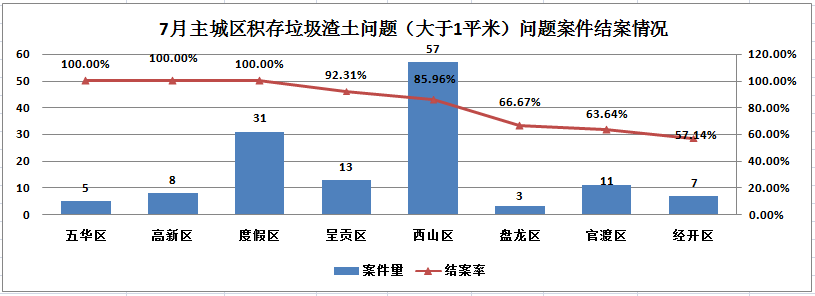 7月主城区积存垃圾渣土问题（大于1平米）问题案件结案情况
60
50
40
30
20
10
0
120.00%
100.00%
80.00%
60.00%
40.00%
20.00%
0.00%
100.00%
100.00%
100.00%
92.31%
85.96%
66.67%
63.64%
57.14%
5
8
31
13
57
3
11
7
五华区
高新区
度假区
呈贡区
西山区
盘龙区
官渡区
经开区
案件量
结案率